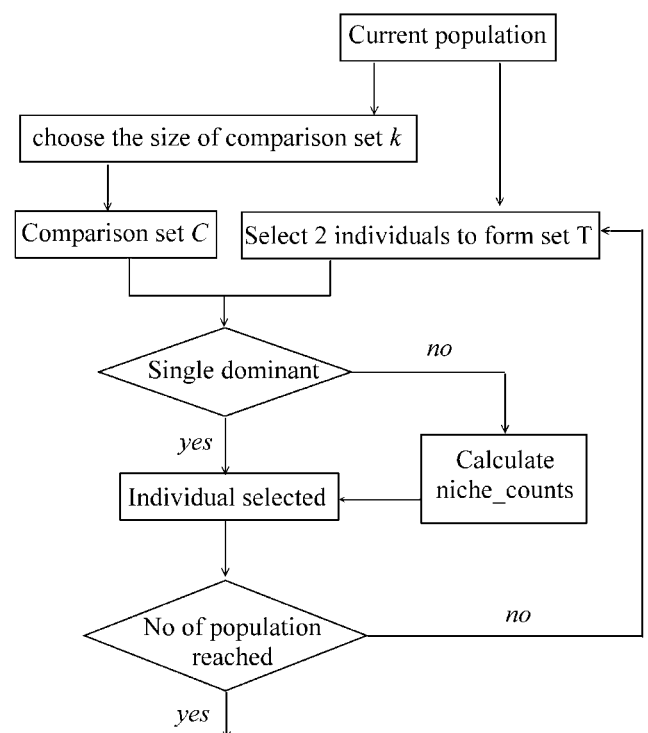 Current population
choose the size of comparison set k
Comparison set C
Select 2 individuals to form set T
Single dominant
no
yes
Calculate
niche_counts
Individual selected
No of population
reached
no
yes